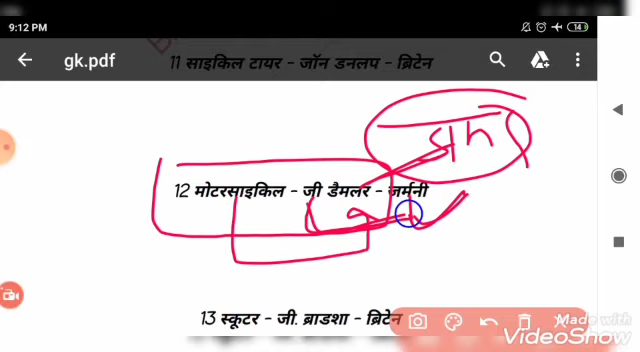 9:12 PM
14
gk.pdf
11 साइकिल टायर - जॉन डनलप - ब्रिटेन
12 मोटरसाइकिल - जी डैमलर - जर्मनी
13 स्कूटर - जी. ब्राडशा - ब्रिटेन
Made with
VideoShow